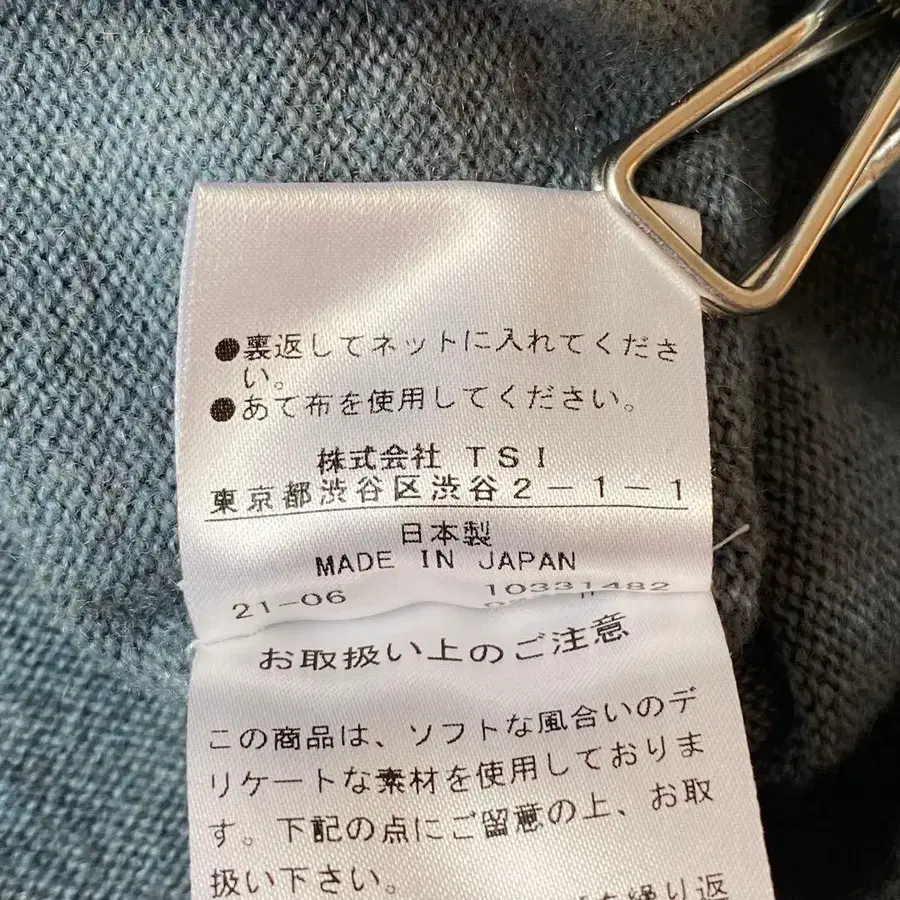 ●裏返してネットに入れてくださ
い。
●あて布を使用してください。
株式会社 TSI
東京都渋谷区渋谷2-1-1
日本製
MADE IN JAPAN
21-06 10331482
お取扱い上のご注意
この商品は、ソフトな風合いのデ
リケートな素材を使用しておりま
す。下記の点にご留意の上、お取
扱い下さい。
を繰り返